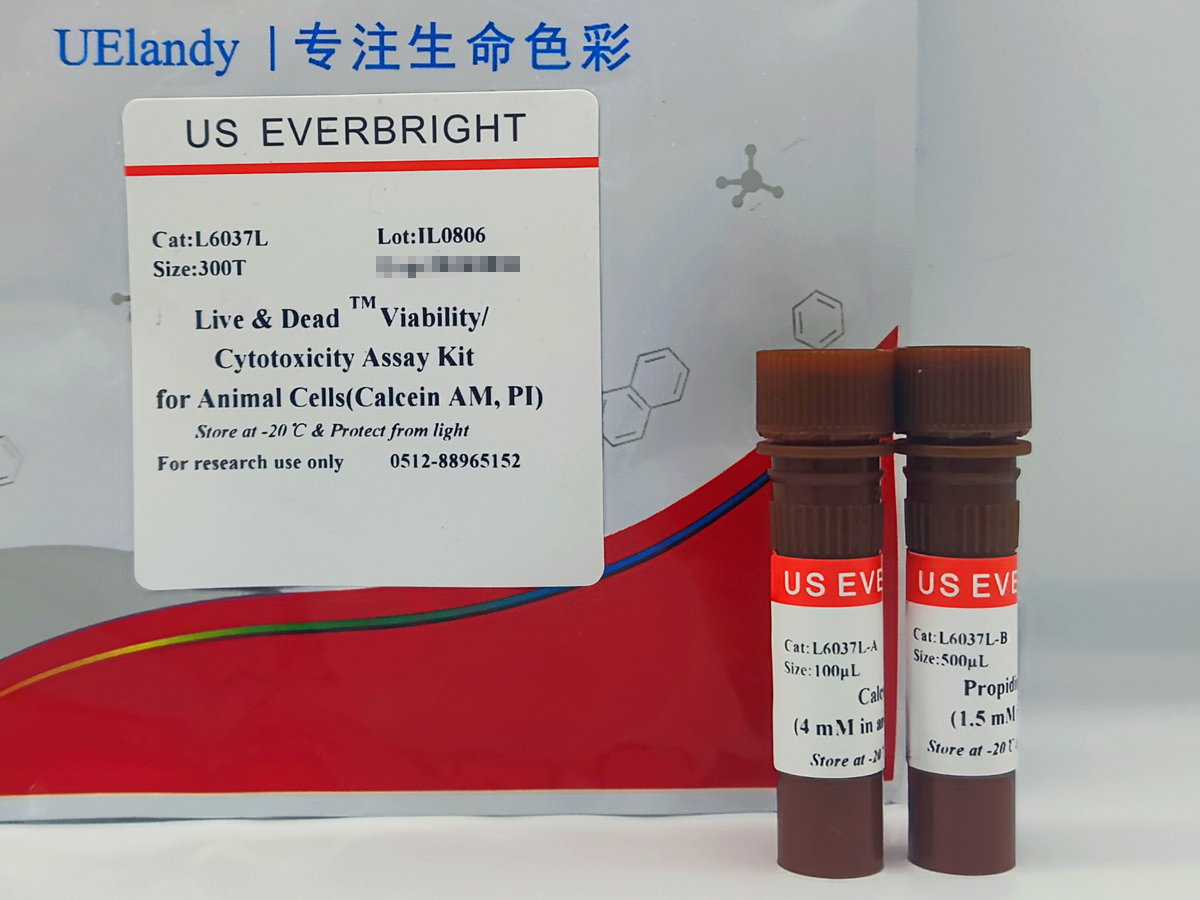 UElandy | 专注生命色彩
US EVERBRIGHT
Cat:L6037L Lot:IL0806
Size:300T
Live & Dead ™ Viability/
Cytotoxicity Assay Kit
for Animal Cells(Calcein AM, PI)
Store at -20℃ & Protect from light
For research use only 0512-88965152
US EVE
Cat: L6037L-A
Size: 100μL
Calc
(4 mM in an
Store at -20
US EVE
Cat: L6037L-B
Size:500μL
Propidi
(1.5 mM
Store at -20℃